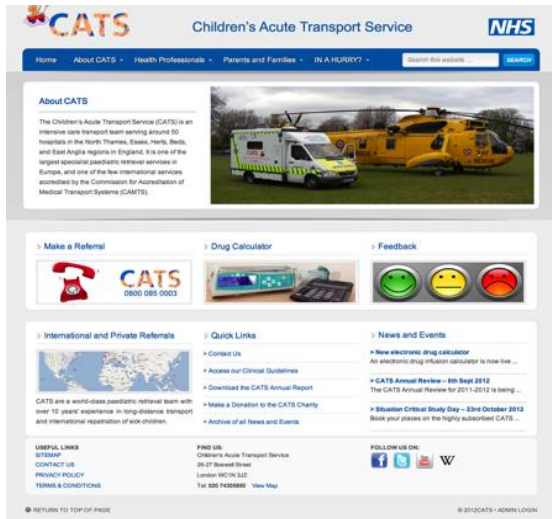 CATS
Children's Acute Transport Service
NHS
Home
About CATS
Health Professionals
Parents and Families
IN A HURRY?
Search this website ...
SEARCH
About CATS
The Children's Acute Transport Service (CATS) is an
intensive care transport team serving around 50
hospitals in the North Thames, Essex, Herts, Beds,
and East Anglia regions in England. It is one of the
largest specialist paediatric retrieval services in
Europe, and one of the few international services
accredited by the Commission for Accreditation of
Medical Transport Systems (CAMTS).
Make a Referral
CATS
0800 085 0003
Drug Calculator
Feedback
International and Private Referrals
CATS are a world-class paediatric retrieval team with
over 10 years' experience in long-distance transport
and international repatriation of sick children.
Quick Links
> Contact Us
> Access our Clinical Guidelines
> Download the CATS Annual Report
> Make a Donation to the CATS Charity
> Archive of all News and Events
News and Events
> New electronic drug calculator
An electronic drug infusion calculator is now live ...
> CATS Annual Review – 6th Sept 2012
The CATS Annual Review for 2011-2012 is being ...
> Situation Critical Study Day – 23rd October 2012
Book your places on the highly subscribed CATS ...
USEFUL LINKS
SITEMAP
CONTACT US
PRIVACY POLICY
TERMS & CONDITIONS
FIND US:
Children's Acute Transport Service
26-27 Boswell Street
London WC1N 3JZ
Tel: 020 74305850 View Map
FOLLOW US ON:
f
You
W
RETURN TO TOP OF PAGE
© 2012CATS • ADMIN LOGIN